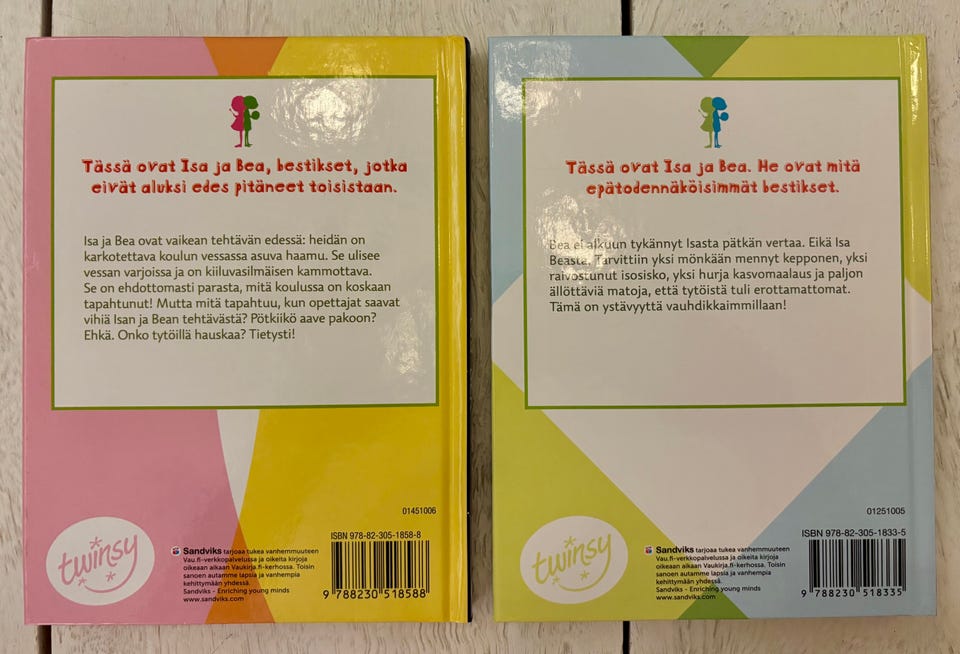 Tässä ovat Isa ja Bea, bestikset, jotka
eivät aluksi edes pitäneet toisistaan.
Isa ja Bea ovat vaikean tehtävän edessä: heidän on
karkotettava koulun vessassa asuva haamu. Se ulisee
vessan varjoissa ja on kiiluvasilmäisen kammottava.
Se on ehdottomasti parasta, mitä koulussa on koskaan
tapahtunut! Mutta mitä tapahtuu, kun opettajat saavat
vihiä Isan ja Bean tehtävästä? Pötkiikö aave pakoon?
Ehkä. Onko tytöillä hauskaa? Tietysti!
01451006
ISBN 978-82-305-1858-8
twinsy
Sandviks tarjoaa tukea vanhemmuuteen
Vau.fi-verkkopalvelussa ja oikeita kirjoja
oikeaan aikaan Vaukirja.fi-kerhossa. Toisin
sanoen autamme lapsia ja vanhempia
kehittymään yhdessä.
Sandviks - Enriching young minds
www.sandviks.com
9 788230 518588
Tässä ovat Isa ja Bea. He ovat mitä
epätodennäköisimmät bestikset.
Bea ei alkuun tykännyt Isasta pätkän vertaa. Eikä Isa
Beasta. Tarvittiin yksi mönkään mennyt kepponen, yksi
raivostunut isosisko, yksi hurja kasvomaalaus ja paljon
ällöttäviä matoja, että tytöistä tuli erottamattomat.
Tämä on ystävyyttä vauhdikkaimmillaan!
01251005
ISBN 978-82-305-1833-5
twinsy
Sandviks tarjoaa tukea vanhemmuuteen
Vau.fi-verkkopalvelussa ja oikeita kirjoja
oikeaan aikaan Vaukirja.fi-kerhossa. Toisin
sanoen autamme lapsia ja vanhempia
kehittymään yhdessä.
Sandviks - Enriching young minds
www.sandviks.com
9 788230 518335